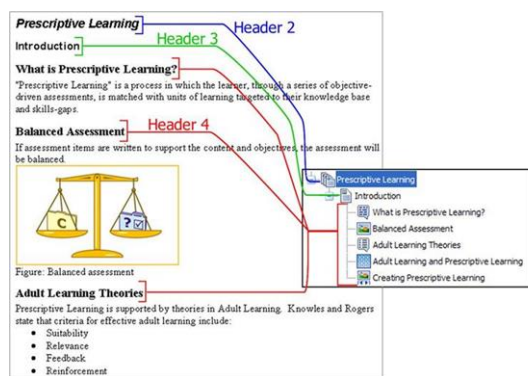 Prescriptive Learning
Header 2
Introduction
Header 3
What is Prescriptive Learning?
"Prescriptive Learning" is a process in which the learner, through a series of objective-
driven assessments, is matched with units of learning targeted to their knowledge base
and skills-gaps.
Balanced Assessment
Header 4
If assessment items are written to support the content and objectives, the assessment will
be balanced.
C
?
Figure: Balanced assessment
Adult Learning Theories
Prescriptive Learning is supported by theories in Adult Learning. Knowles and Rogers
state that criteria for effective adult learning include:
• Suitability
• Relevance
• Feedback
• Reinforcement
Prescriptive Learning
Introduction
What is Prescriptive Learning?
Balanced Assessment
Adult Learning Theories
Adult Learning and Prescriptive Learning
Creating Prescriptive Learning